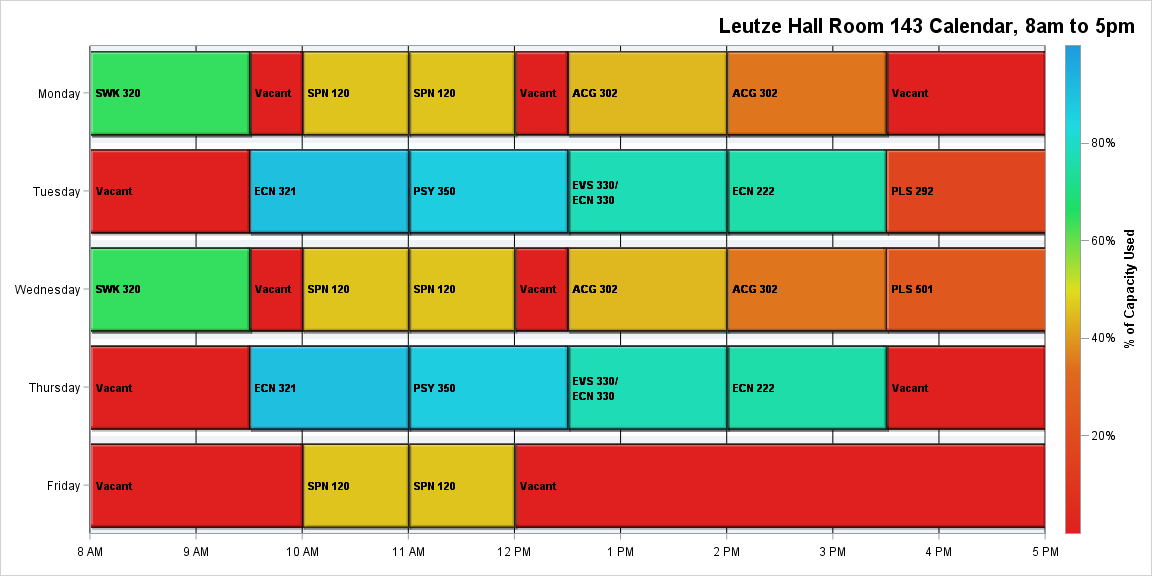 Leutze Hall Room 143 Calendar, 8am to 5pm
Monday
SWK 320
Vacant
SPN 120
SPN 120
Vacant
ACG 302
ACG 302
Vacant
Tuesday
Vacant
ECN 321
PSY 350
EVS 330/
ECN 330
ECN 222
PLS 292
Wednesday
SWK 320
Vacant
SPN 120
SPN 120
Vacant
ACG 302
ACG 302
PLS 501
Thursday
Vacant
ECN 321
PSY 350
EVS 330/
ECN 330
ECN 222
Vacant
Friday
Vacant
SPN 120
SPN 120
Vacant
8 AM
9 AM
10 AM
11 AM
12 PM
1 PM
2 PM
3 PM
4 PM
5 PM
80%
60%
40%
20%
% of Capacity Used